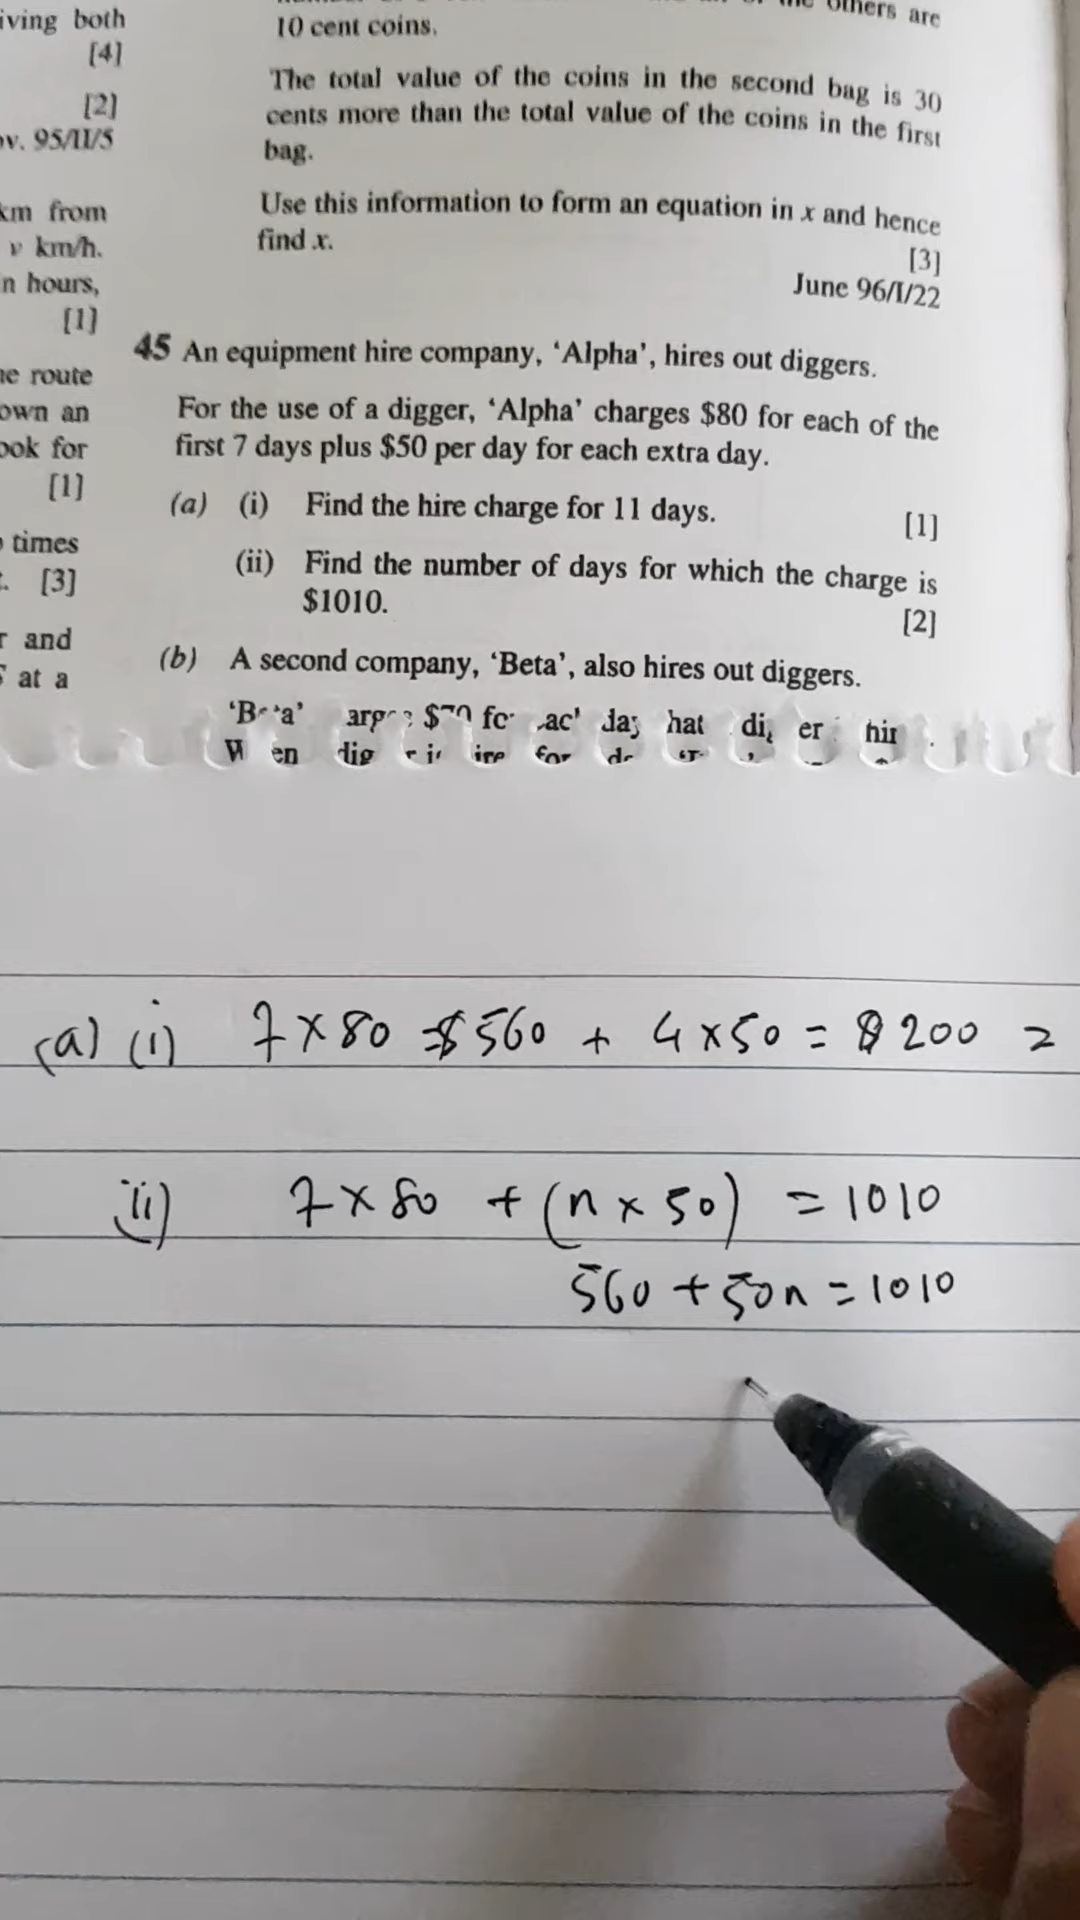 iving both
[4]
[2]
ov. 95/II/5
km from
v km/h.
n hours,
[1]
ne route
own an
ook for
[1]
times
[3]
r and
at a
others are
10 cent coins.
The total value of the coins in the second bag is 30
cents more than the total value of the coins in the first
bag.
Use this information to form an equation in x and hence
find x.
[3]
June 96/I/22
45 An equipment hire company, 'Alpha', hires out diggers.
For the use of a digger, 'Alpha' charges $80 for each of the
first 7 days plus $50 per day for each extra day.
(a) (i) Find the hire charge for 11 days. [1]
(ii) Find the number of days for which the charge is
$1010. [2]
(b) A second company, 'Beta', also hires out diggers.
(a) (i) 7 × 80 = $560 + 4 × 50 = $200 =
(ii) 7 × 80 + (n × 50) = 1010
560 + 50n = 1010